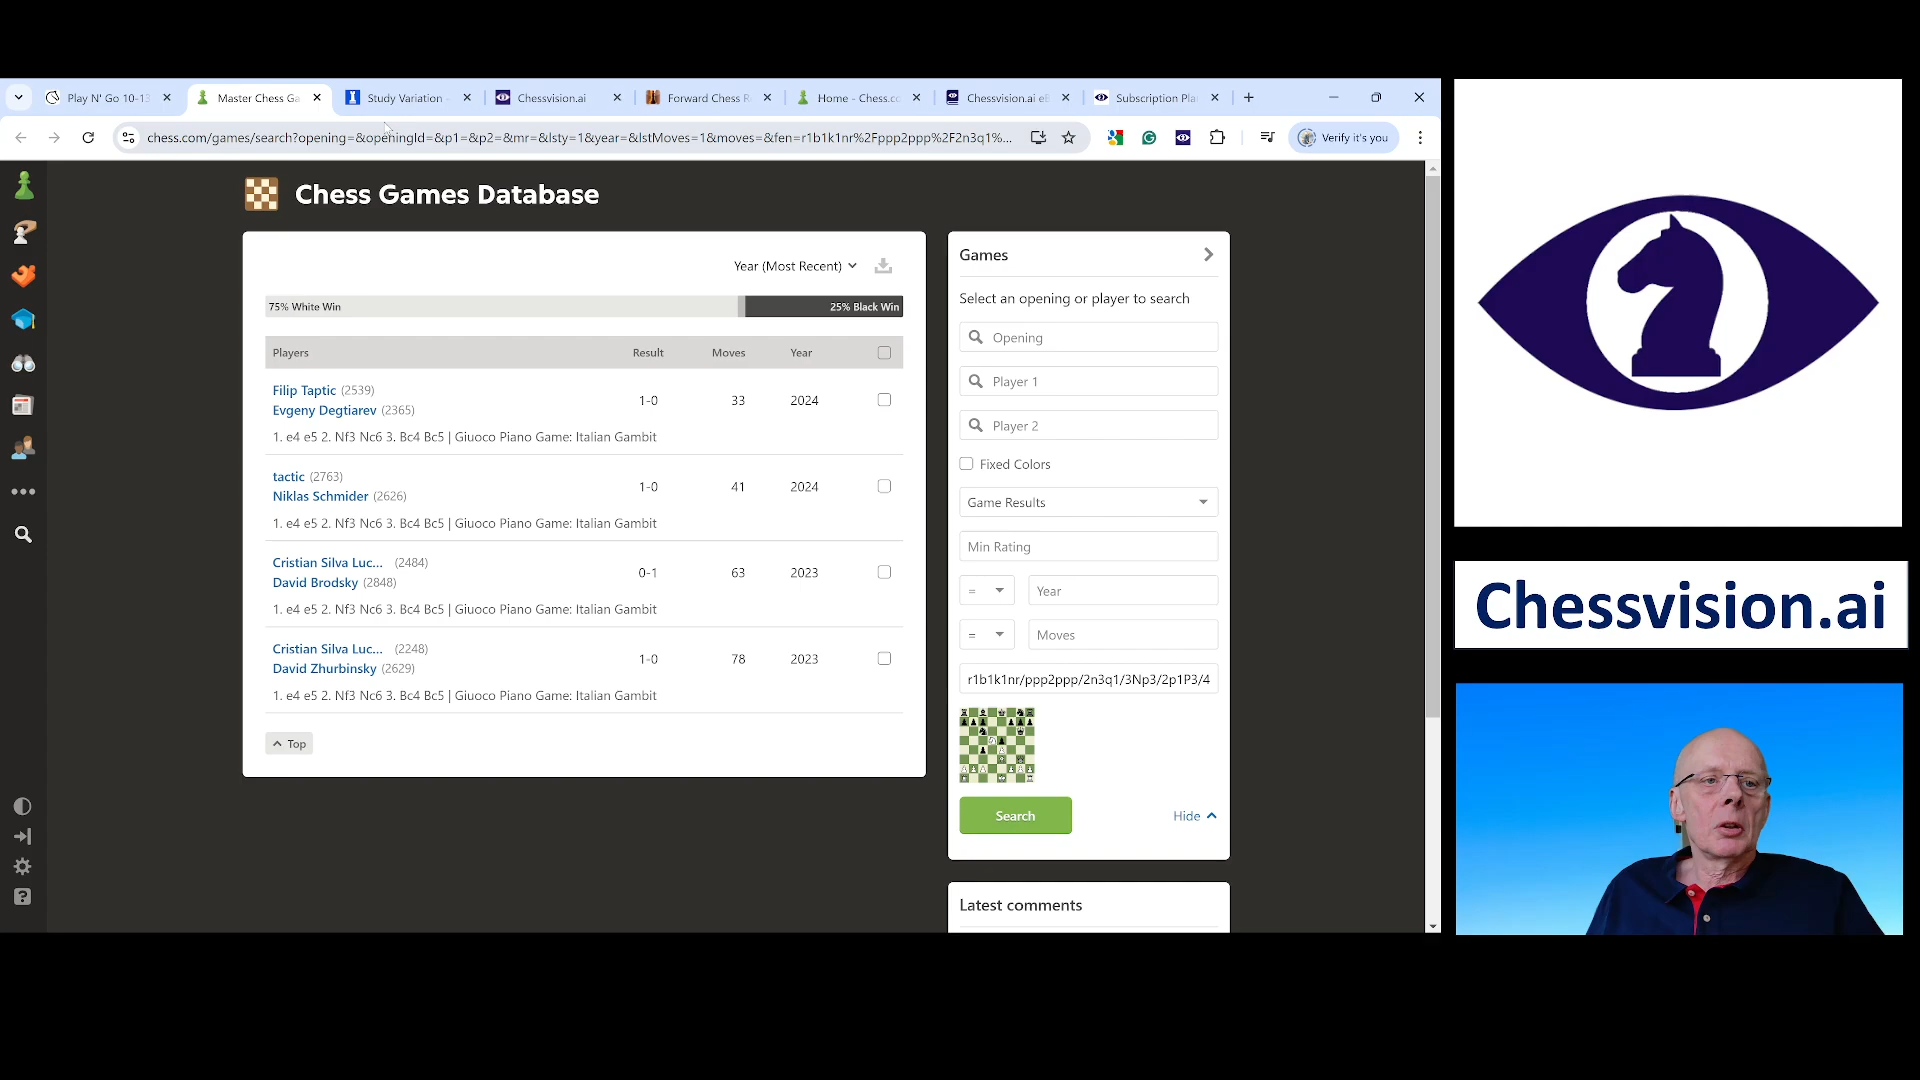 Play N' Go 10-13
Master Chess Ga
Study Variation -
Chessvision.ai
Forward Chess R
Home - Chess.co
Chessvision.ai eB
Subscription Pla
chess.com/games/search?opening=&openingId=&p1=&p2=&mr=&lsty=1&year=&lstMoves=1&moves=&fen=r1b1k1nr%2Fppp2ppp%2F2n3q1%...
Verify it's you
Chess Games Database
Year (Most Recent)
75% White Win
25% Black Win
Players Result Moves Year
Filip Taptic (2539)
Evgeny Degtiarev (2365)
1-0 33 2024
1. e4 e5 2. Nf3 Nc6 3. Bc4 Bc5 | Giuoco Piano Game: Italian Gambit
tactic (2763)
Niklas Schmider (2626)
1-0 41 2024
1. e4 e5 2. Nf3 Nc6 3. Bc4 Bc5 | Giuoco Piano Game: Italian Gambit
Cristian Silva Luc... (2484)
David Brodsky (2848)
0-1 63 2023
1. e4 e5 2. Nf3 Nc6 3. Bc4 Bc5 | Giuoco Piano Game: Italian Gambit
Cristian Silva Luc... (2248)
David Zhurbinsky (2629)
1-0 78 2023
1. e4 e5 2. Nf3 Nc6 3. Bc4 Bc5 | Giuoco Piano Game: Italian Gambit
Top
Games
Select an opening or player to search
Opening
Player 1
Player 2
Fixed Colors
Game Results
Min Rating
= Year
= Moves
r1b1k1nr/ppp2ppp/2n3q1/3Np3/2p1P3/4
Search
Hide
Latest comments
Chessvision.ai